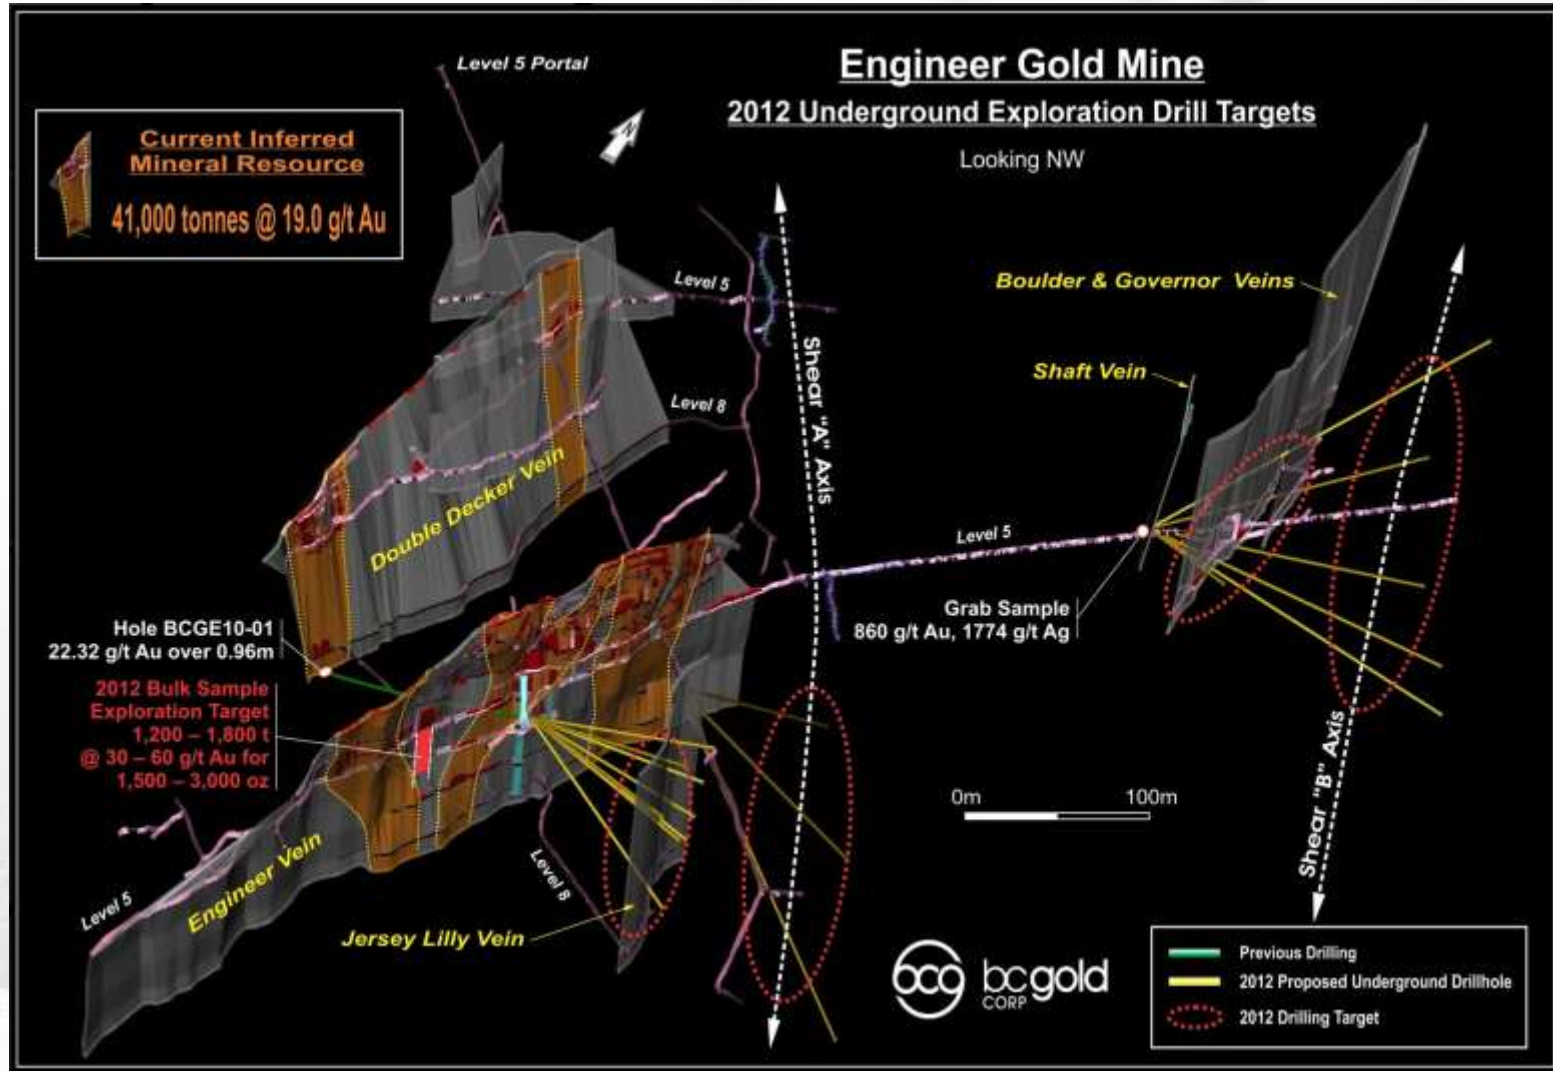 Engineer Gold Mine
2012 Underground Exploration Drill Targets
Looking NW
Level 5 Portal
N
Current Inferred
Mineral Resource
41,000 tonnes @ 19.0 g/t Au
Level 5
Boulder & Governor Veins
Shear "A" Axis
Shaft Vein
Level 8
Double Decker Vein
Level 5
Grab Sample
860 g/t Au, 1774 g/t Ag
Hole BCGE10-01
22.32 g/t Au over 0.96m
2012 Bulk Sample
Exploration Target
1,200 – 1,800 t
@ 30 – 60 g/t Au for
1,500 – 3,000 oz
0m 100m
Shear "B" Axis
Engineer Vein
Level 8
Level 5
Jersey Lilly Vein
bcg
bcgold
CORP
Previous Drilling
2012 Proposed Underground Drillhole
2012 Drilling Target